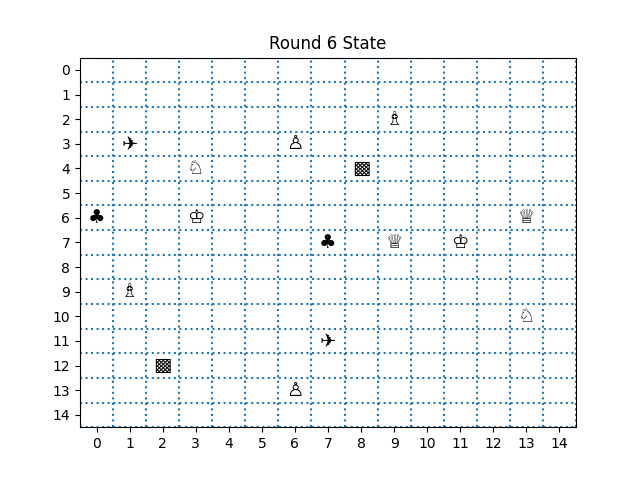 Round 6 State
0
1
2 ♗
3 ✈ ♙
4 ♘ ▩
5
6 ♣ ♔ ♕
7 ♣ ♕ ♔
8
9 ♗
10 ♘
11 ✈
12 ▩
13 ♙
14
0 1 2 3 4 5 6 7 8 9 10 11 12 13 14